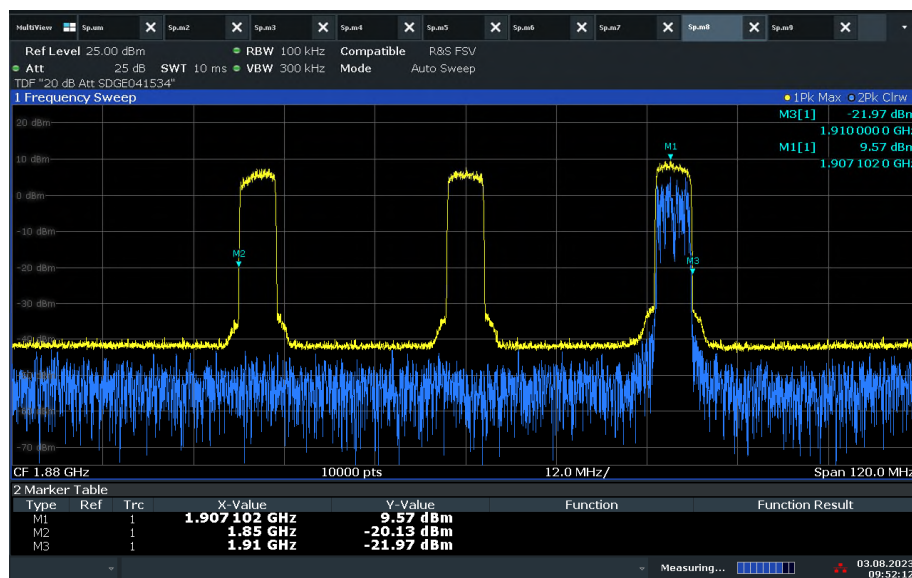 MultiView Sp.um Sp.m2 Sp.m3 Sp.m4 Sp.m5 Sp.m6 Sp.m7 Sp.m8 Sp.m9
Ref Level 25.00 dBm RBW 100 kHz Compatible R&S FSV
Att 25 dB SWT 10 ms VBW 300 kHz Mode Auto Sweep
TDF "20 dB Att SDGE041534"
1 Frequency Sweep 1Pk Max 2Pk Clrw
M3[1] -21.97 dBm
20 dBm
1.910 000 0 GHz
M1[1] 9.57 dBm
M1
10 dBm
1.907 102 0 GHz
0 dBm
-10 dBm
M2
M3
-20 dBm
-30 dBm
-70 dBm
CF 1.88 GHz 10000 pts 12.0 MHz/ Span 120.0 MHz
2 Marker Table
Type Ref Trc X-Value Y-Value Function Function Result
M1 1 1.907 102 GHz 9.57 dBm
M2 1 1.85 GHz -20.13 dBm
M3 1 1.91 GHz -21.97 dBm
Measuring... 03.08.2023
09:52:12